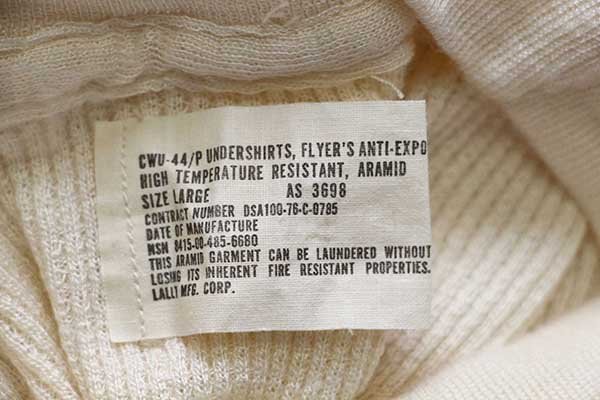 CWU-44/P UNDERSHIRTS, FLYER'S ANTI-EXPO
HIGH TEMPERATURE RESISTANT, ARAMID
SIZE LARGE AS 3698
CONTRACT NUMBER DSA100-76-C-0785
DATE OF MANUFACTURE
NSN 8415-00-485-6680
THIS ARAMID GARMENT CAN BE LAUNDERED WITHOUT
LOSING ITS INHERENT FIRE RESISTANT PROPERTIES.
LALLY MFG. CORP.